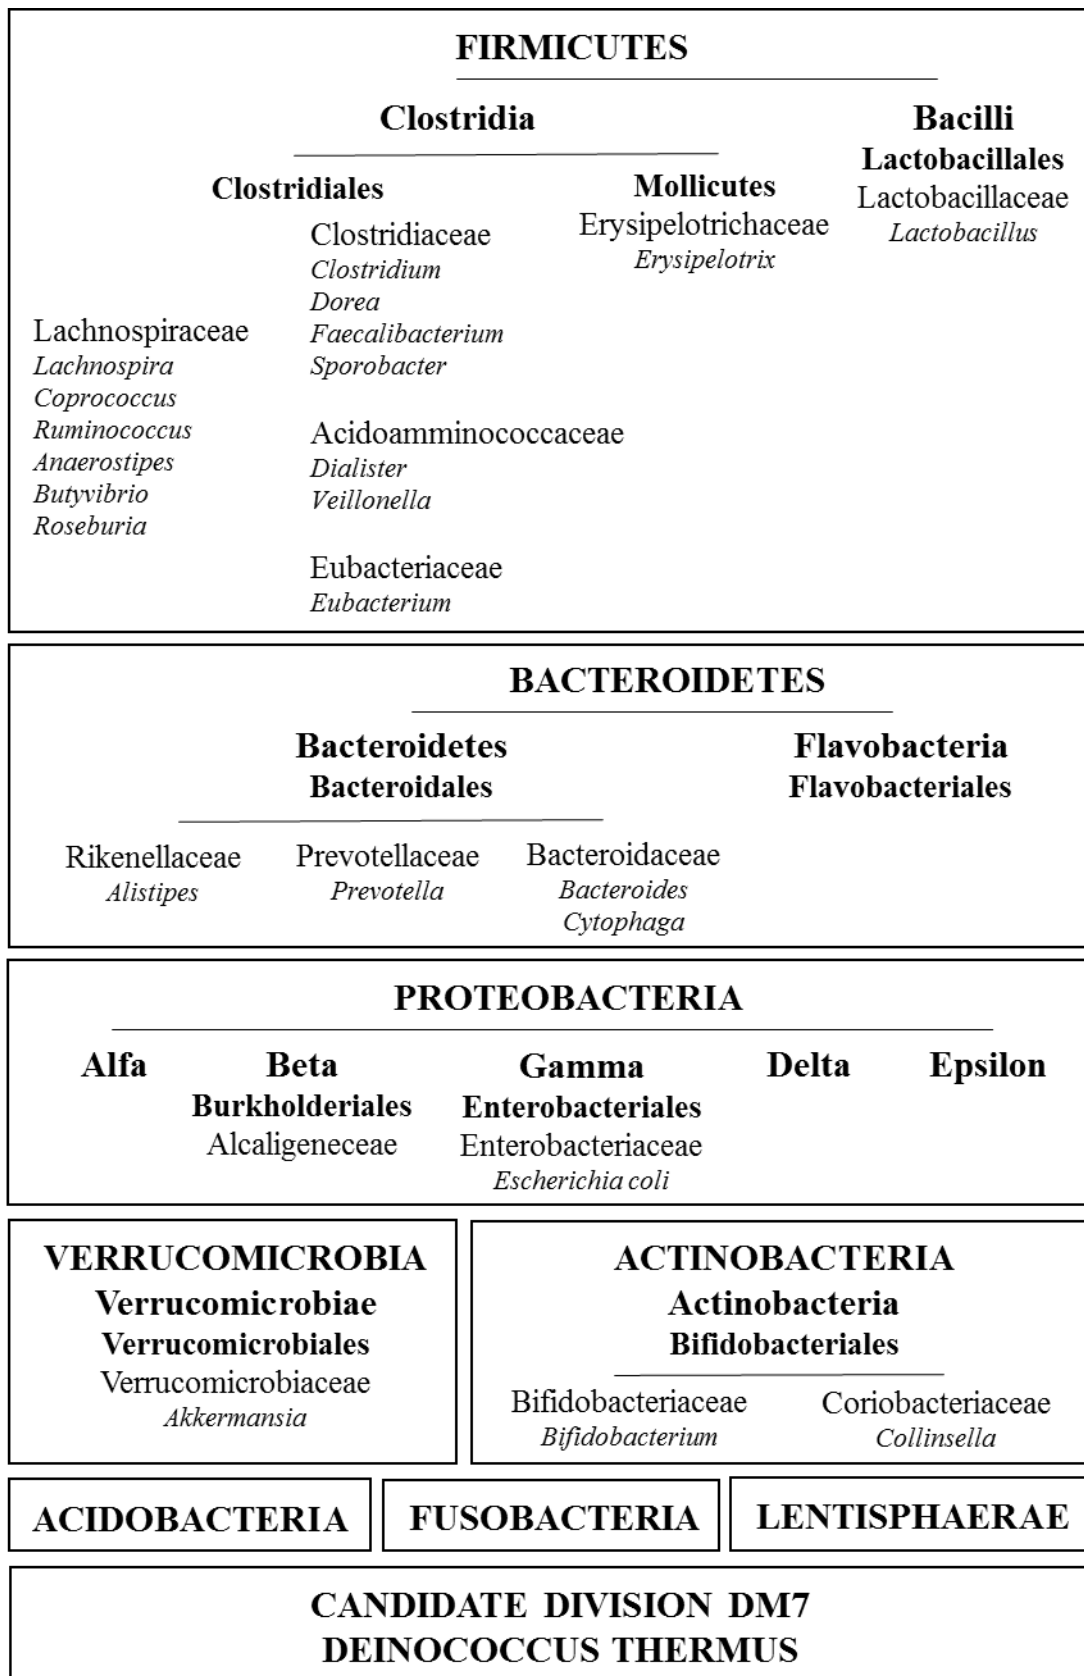 FIRMICUTES
Clostridia
Bacilli
Lactobacillales
Lactobacillaceae
Lactobacillus
Clostridiales
Mollicutes
Erysipelotrichaceae
Erysipelotrix
Lachnospiraceae
Lachnospira
Coprococcus
Ruminococcus
Anaerostipes
Butyvibrio
Roseburia
Clostridiaceae
Clostridium
Dorea
Faecalibacterium
Sporobacter
Acidoamminococcaceae
Dialister
Veillonella
Eubacteriaceae
Eubacterium
BACTEROIDETES
Bacteroidetes
Bacteroidales
Flavobacteria
Flavobacteriales
Rikenellaceae
Alistipes
Prevotellaceae
Prevotella
Bacteroidaceae
Bacteroides
Cytophaga
PROTEOBACTERIA
Alfa
Beta
Burkholderiales
Alcaligeneceae
Gamma
Enterobacteriales
Enterobacteriaceae
Escherichia coli
Delta
Epsilon
VERRUCOMICROBIA
Verrucomicrobiae
Verrucomicrobiales
Verrucomicrobiaceae
Akkermansia
ACTINOBACTERIA
Actinobacteria
Bifidobacteriales
Bifidobacteriaceae
Bifidobacterium
Coriobacteriaceae
Collinsella
ACIDOBACTERIA
FUSOBACTERIA
LENTISPHAERAE
CANDIDATE DIVISION DM7
DEINOCOCCUS THERMUS